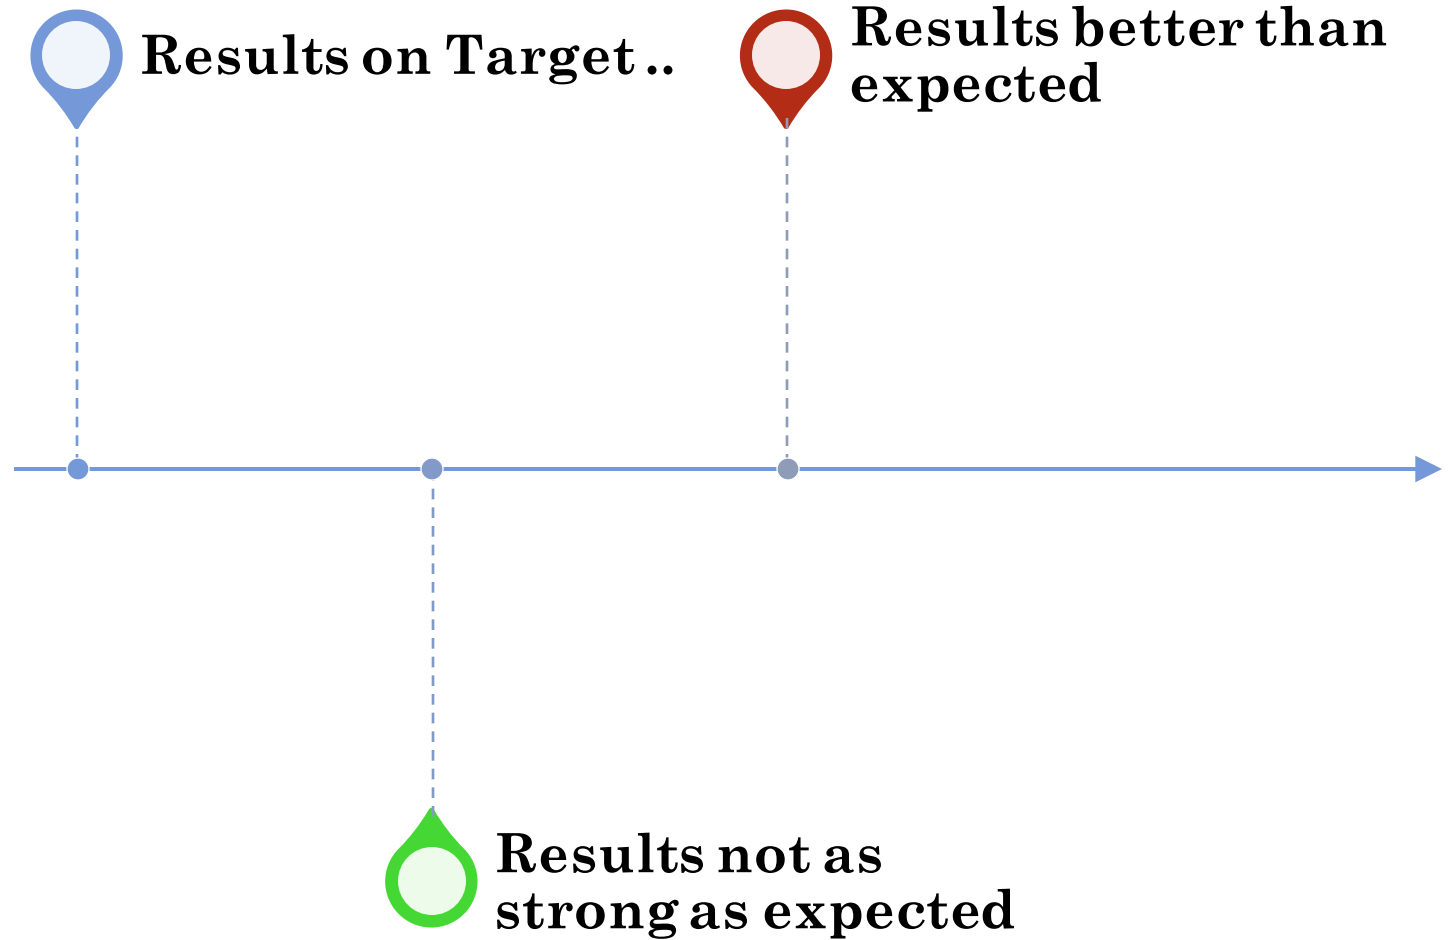 Results on Target..
Results better than
expected
Results not as
strong as expected